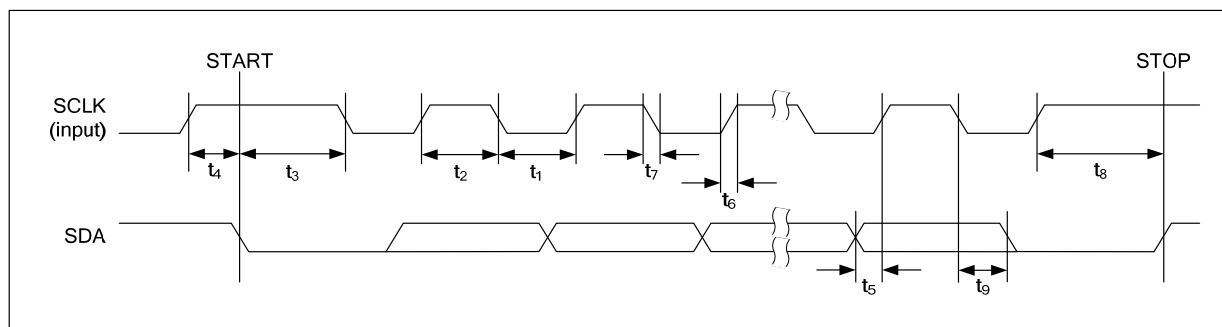 START
STOP
SCLK
(input)
t4 t3 t2 t1 t7 t6 t8
SDA
t5 t9